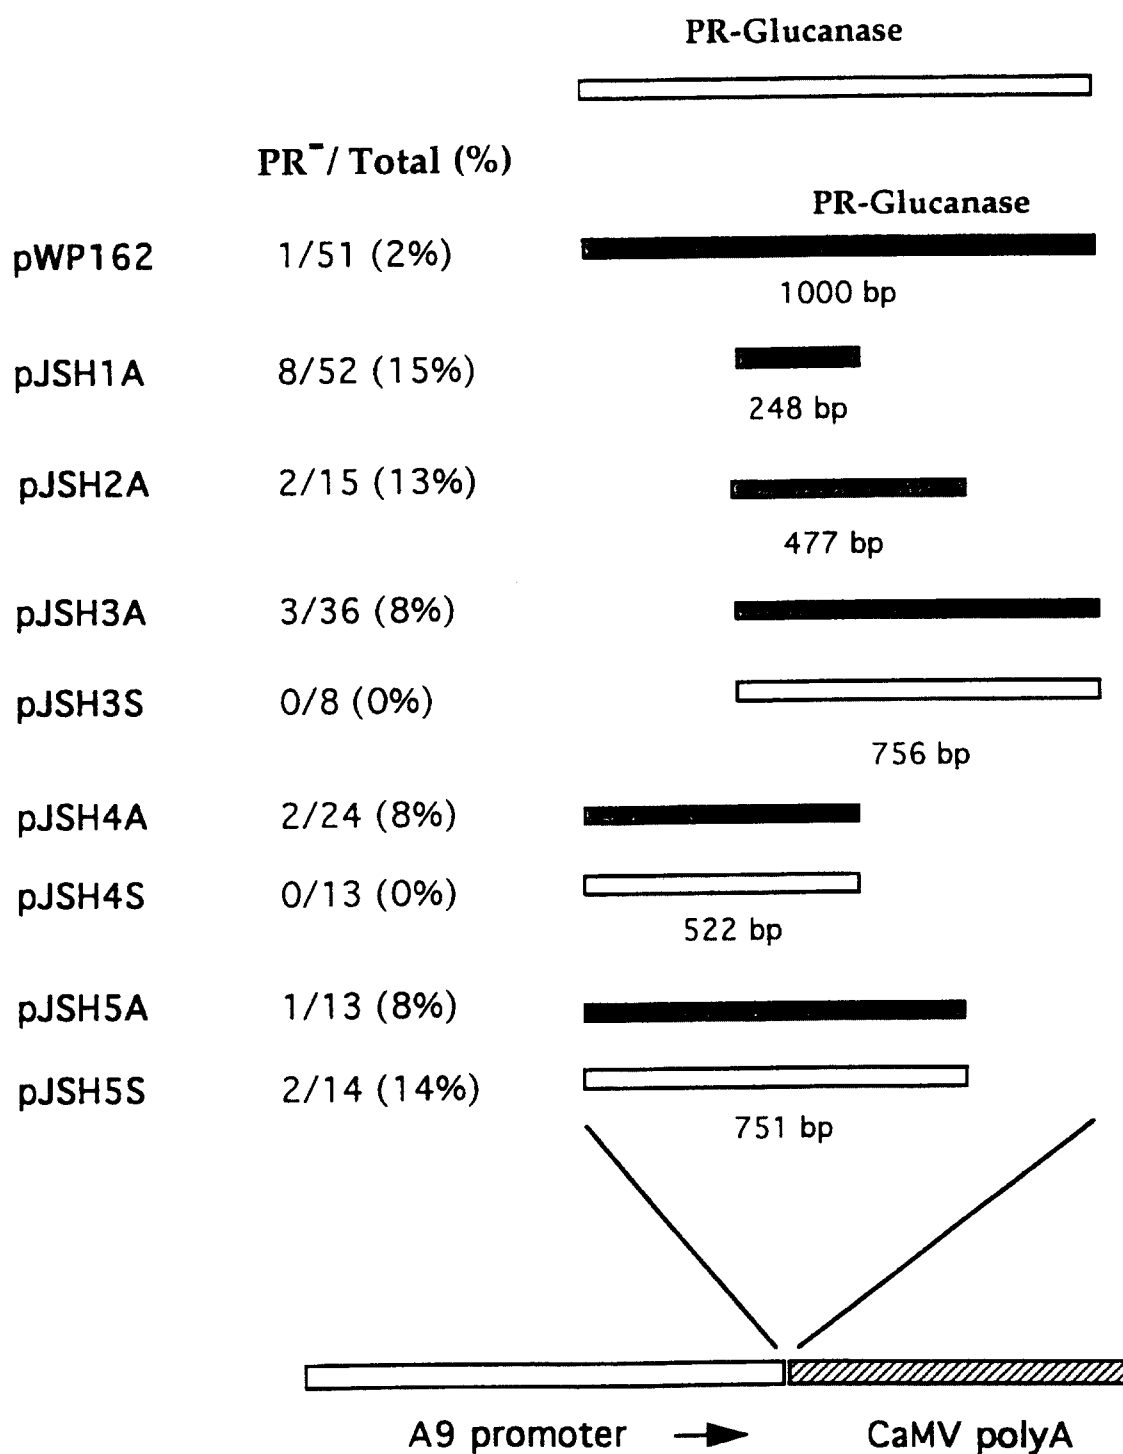 PR-Glucanase
PR⁻/ Total (%)
PR-Glucanase
pWP162 1/51 (2%)
1000 bp
pJSH1A 8/52 (15%)
248 bp
pJSH2A 2/15 (13%)
477 bp
pJSH3A 3/36 (8%)
pJSH3S 0/8 (0%)
756 bp
pJSH4A 2/24 (8%)
pJSH4S 0/13 (0%)
522 bp
pJSH5A 1/13 (8%)
pJSH5S 2/14 (14%)
751 bp
A9 promoter CaMV polyA